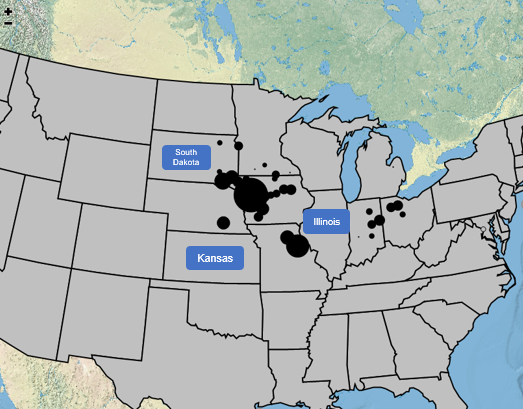 +
−
South
Dakota
Illinois
Kansas